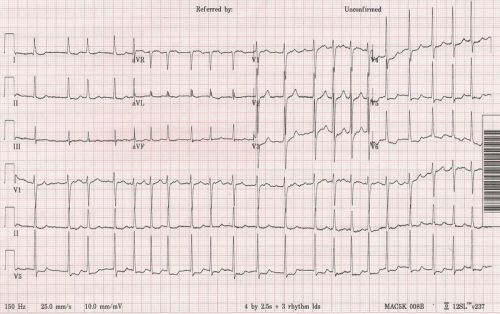 Referred by: Unconfirmed
I aVR V1 V4
II aVL V2 V5
III aVF V3 V6
V1
II
V5
150 Hz 25.0 mm/s 10.0 mm/mV 4 by 2.5s + 3 rhythm lds MAC5K 008B 12SL™ v237